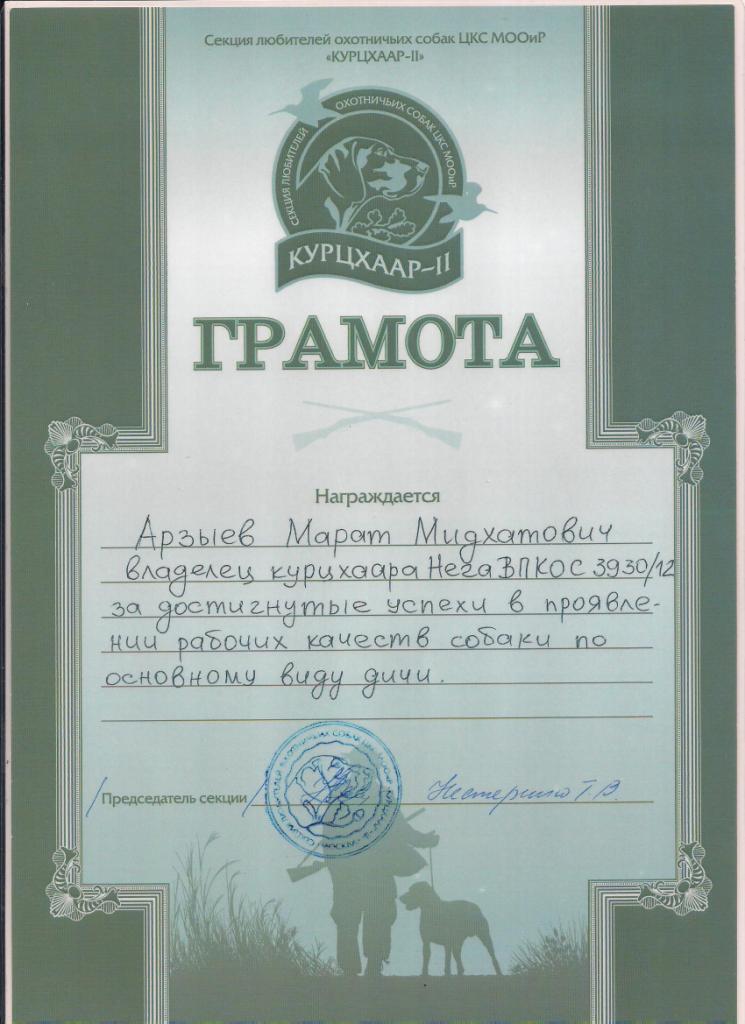 Секция любителей охотничьих собак ЦКС МООиР
«КУРЦХААР–II»
СЕКЦИЯ ЛЮБИТЕЛЕЙ ОХОТНИЧЬИХ СОБАК ЦКС МООиР
КУРЦХААР–II
ГРАМОТА
Награждается
Арзыев Марат Мидхатович
владелец курцхаара Нега ВПКОС 3930/12
за достигнутые успехи в проявле-
нии рабочих качеств собаки по
основному виду дичи.
/Председатель секции/